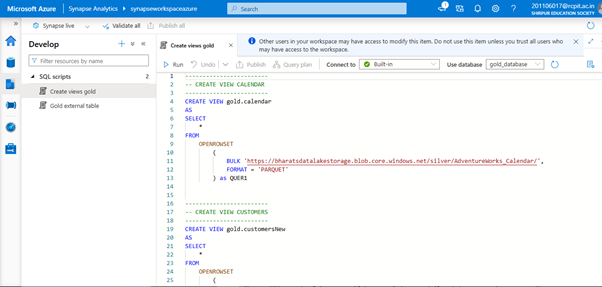 Microsoft Azure | Synapse Analytics ▸ synapseworkspaceazure
Search
1
201106017@rcpit.ac.in
SHIRPUR EDUCATION SOCIETY
Synapse live
Validate all
Publish all
Develop
Filter resources by name
SQL scripts 2
Create views gold
Gold external table
Create views gold
Other users in your workspace may have access to modify this item. Do not use this item unless you trust all users who may have access to the workspace.
Run Undo Publish Query plan Connect to Built-in Use database gold_database
1 ------------------------
2 -- CREATE VIEW CALENDAR
3 ------------------------
4 CREATE VIEW gold.calendar
5 AS
6 SELECT
7 *
8 FROM
9 OPENROWSET
10 (
11 BULK 'https://bharatsdatalakestorage.blob.core.windows.net/silver/AdventureWorks_Calendar/',
12 FORMAT = 'PARQUET'
13 ) as QUER1
14
15
16 ------------------------
17 -- CREATE VIEW CUSTOMERS
18 ------------------------
19 CREATE VIEW gold.customersNew
20 AS
21 SELECT
22 *
23 FROM
24 OPENROWSET
25 (